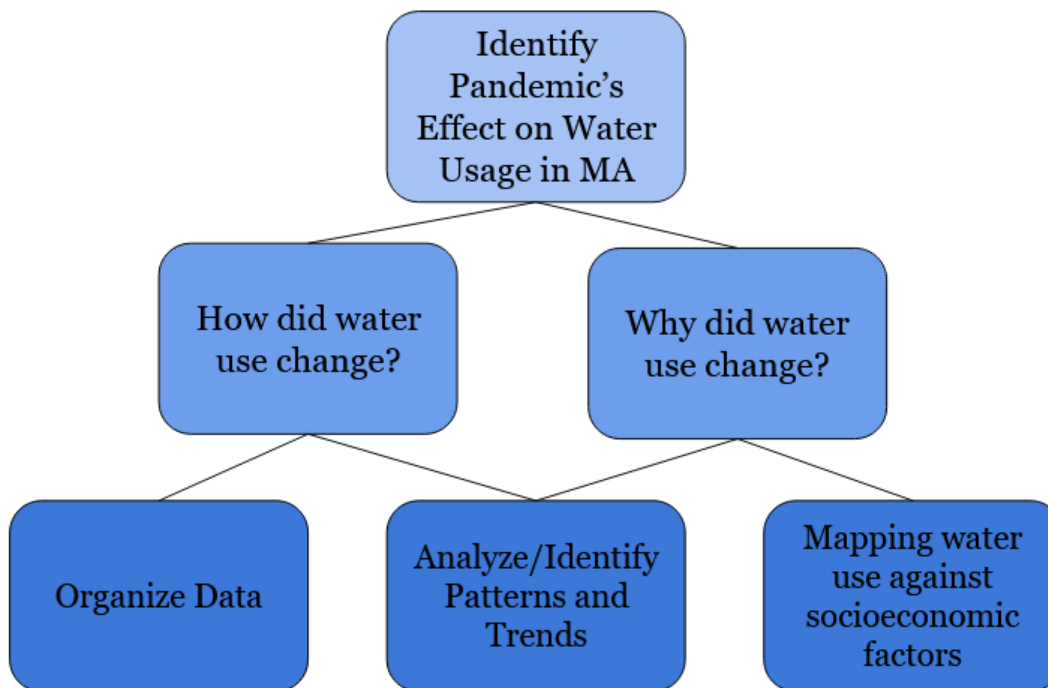 Identify
Pandemic’s
Effect on Water
Usage in MA
How did water
use change?
Why did water
use change?
Organize Data
Analyze/Identify
Patterns and
Trends
Mapping water
use against
socioeconomic
factors